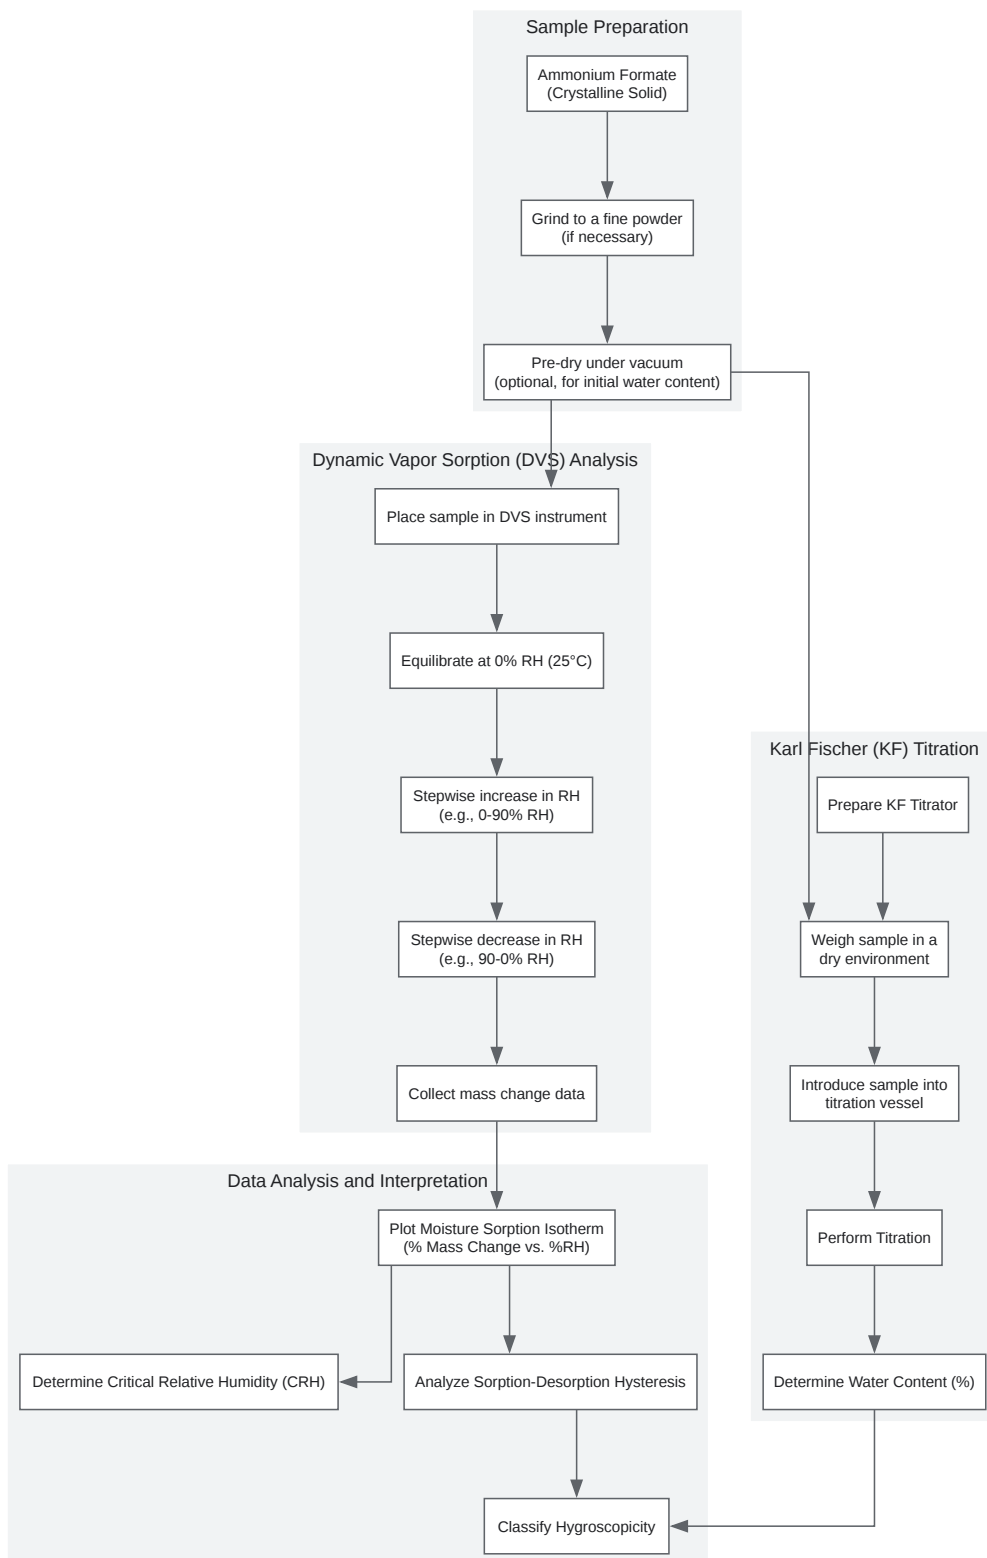 Sample Preparation
Ammonium Formate
(Crystalline Solid)
Grind to a fine powder
(if necessary)
Pre-dry under vacuum
(optional, for initial water content)
Dynamic Vapor Sorption (DVS) Analysis
Place sample in DVS instrument
Equilibrate at 0% RH (25°C)
Stepwise increase in RH
(e.g., 0-90% RH)
Stepwise decrease in RH
(e.g., 90-0% RH)
Collect mass change data
Karl Fischer (KF) Titration
Prepare KF Titrator
Weigh sample in a
dry environment
Introduce sample into
titration vessel
Perform Titration
Determine Water Content (%)
Data Analysis and Interpretation
Plot Moisture Sorption Isotherm
(% Mass Change vs. %RH)
Determine Critical Relative Humidity (CRH)
Analyze Sorption-Desorption Hysteresis
Classify Hygroscopicity